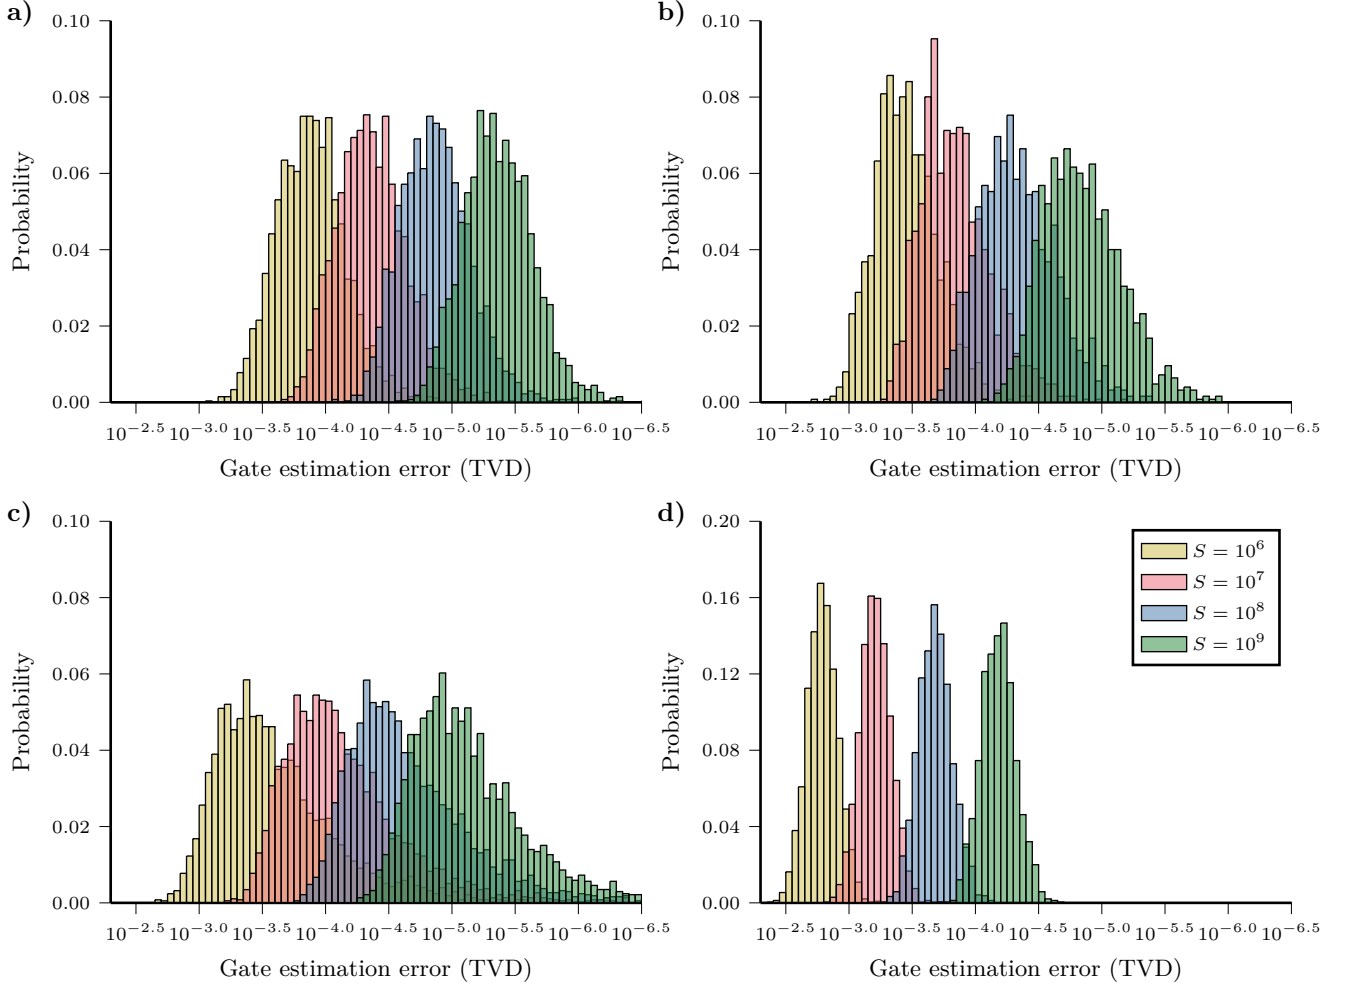 a)
0.10
0.08
0.06
0.04
0.02
0.00
Probability
10^−2.5 10^−3.0 10^−3.5 10^−4.0 10^−4.5 10^−5.0 10^−5.5 10^−6.0 10^−6.5
Gate estimation error (TVD)
b)
0.10
0.08
0.06
0.04
0.02
0.00
Probability
10^−2.5 10^−3.0 10^−3.5 10^−4.0 10^−4.5 10^−5.0 10^−5.5 10^−6.0 10^−6.5
Gate estimation error (TVD)
c)
0.10
0.08
0.06
0.04
0.02
0.00
Probability
10^−2.5 10^−3.0 10^−3.5 10^−4.0 10^−4.5 10^−5.0 10^−5.5 10^−6.0 10^−6.5
Gate estimation error (TVD)
d)
0.20
0.16
0.12
0.08
0.04
0.00
Probability
10^−2.5 10^−3.0 10^−3.5 10^−4.0 10^−4.5 10^−5.0 10^−5.5 10^−6.0 10^−6.5
Gate estimation error (TVD)
S = 10^6
S = 10^7
S = 10^8
S = 10^9